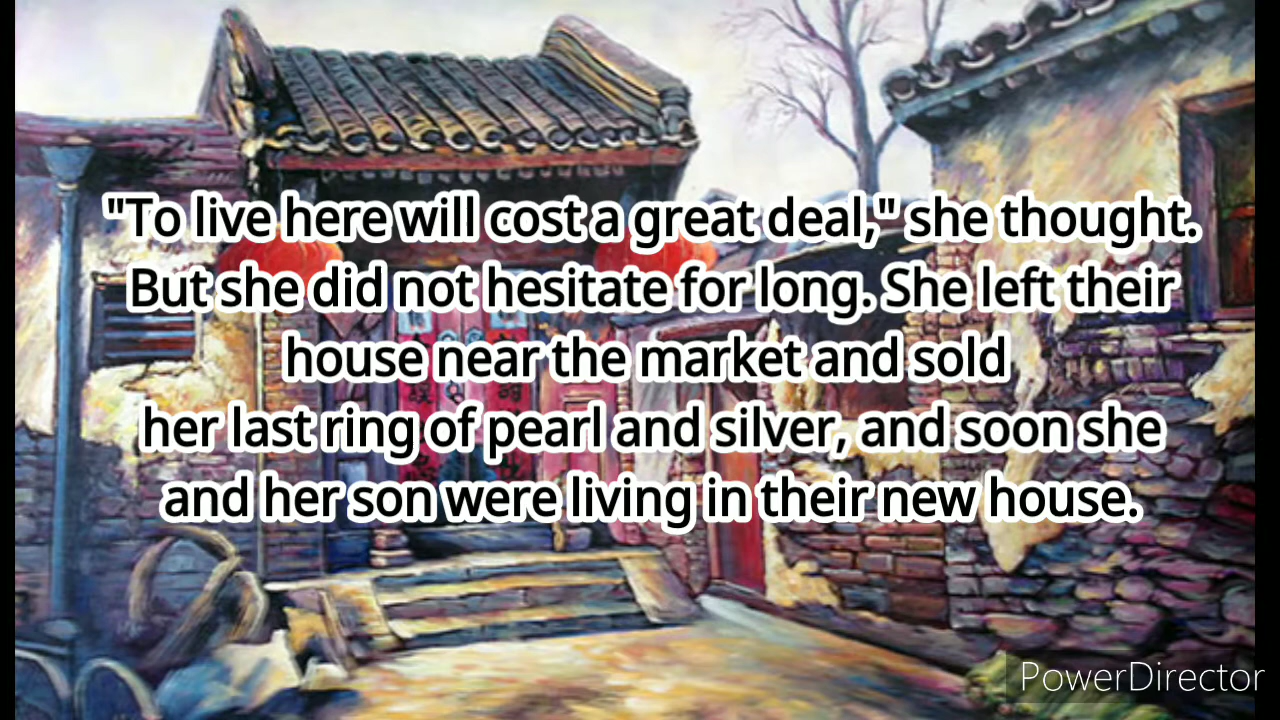 "To live here will cost a great deal," she thought.
But she did not hesitate for long. She left their
house near the market and sold
her last ring of pearl and silver, and soon she
and her son were living in their new house.
PowerDirector